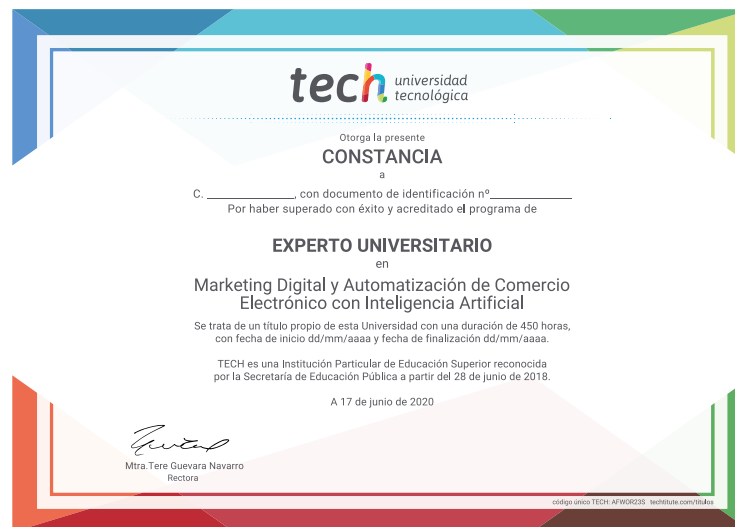 tech universidad
tecnológica
Otorga la presente
CONSTANCIA
a
C. ______________, con documento de identificación nº_____________
Por haber superado con éxito y acreditado el programa de
EXPERTO UNIVERSITARIO
en
Marketing Digital y Automatización de Comercio
Electrónico con Inteligencia Artificial
Se trata de un título propio de esta Universidad con una duración de 450 horas,
con fecha de inicio dd/mm/aaaa y fecha de finalización dd/mm/aaaa.
TECH es una Institución Particular de Educación Superior reconocida
por la Secretaría de Educación Pública a partir del 28 de junio de 2018.
A 17 de junio de 2020
Mtra.Tere Guevara Navarro
Rectora
código único TECH: AFWOR23S techtitute.com/titulos